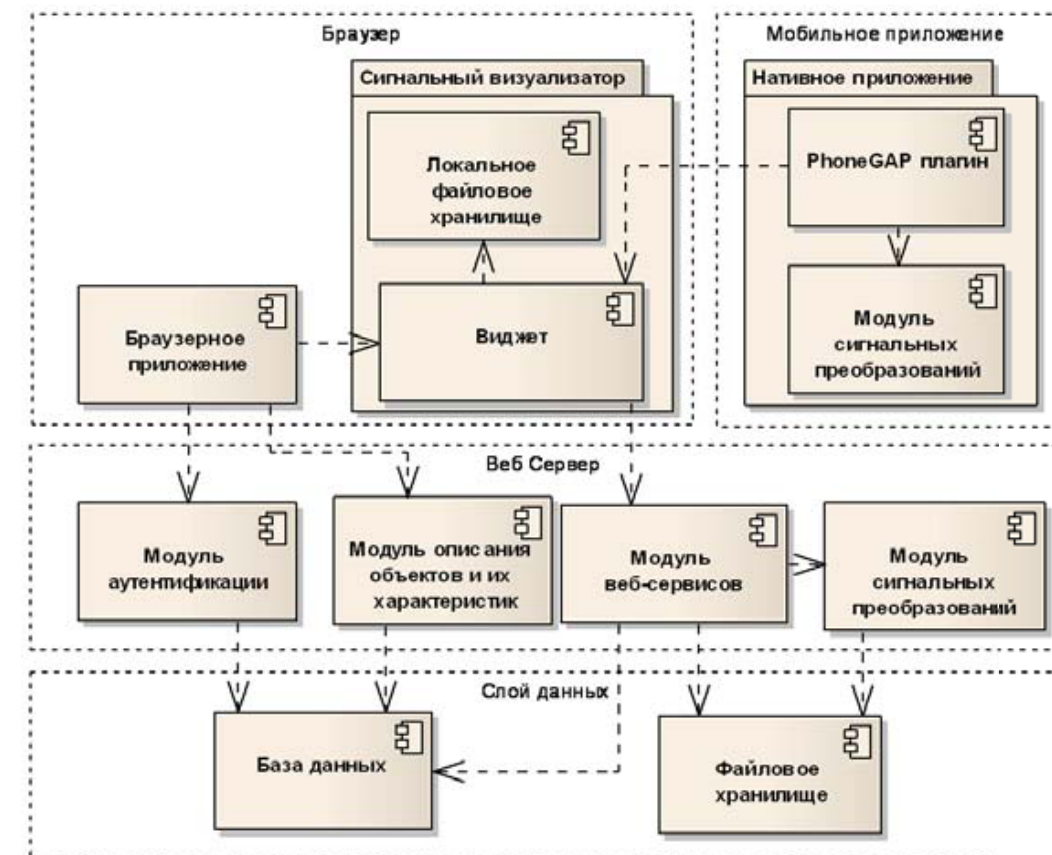 Браузер
Мобильное приложение
Сигнальный визуализатор
Нативное приложение
Локальное
файловое
хранилище
PhoneGAP плагин
Браузерное
приложение
Виджет
Модуль
сигнальных
преобразований
Веб Сервер
Модуль
аутентификации
Модуль описания
объектов и их
характеристик
Модуль
веб-сервисов
Модуль
сигнальных
преобразований
Слой данных
База данных
Файловое
хранилище